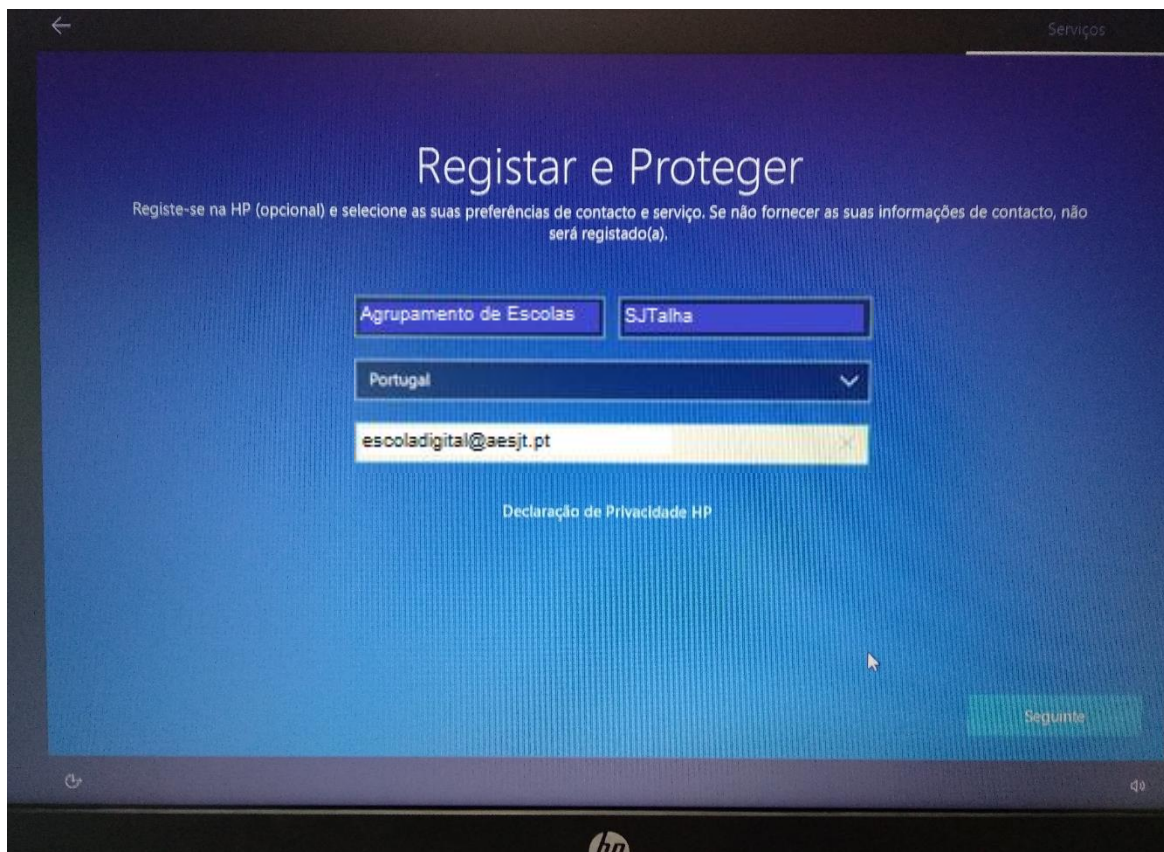 Serviços
Registar e Proteger
Registe-se na HP (opcional) e selecione as suas preferências de contacto e serviço. Se não fornecer as suas informações de contacto, não
será registado(a).
Agrupamento de Escolas
SJTalha
Portugal
escoladigital@aesjt.pt
Declaração de Privacidade HP
Seguinte
hp